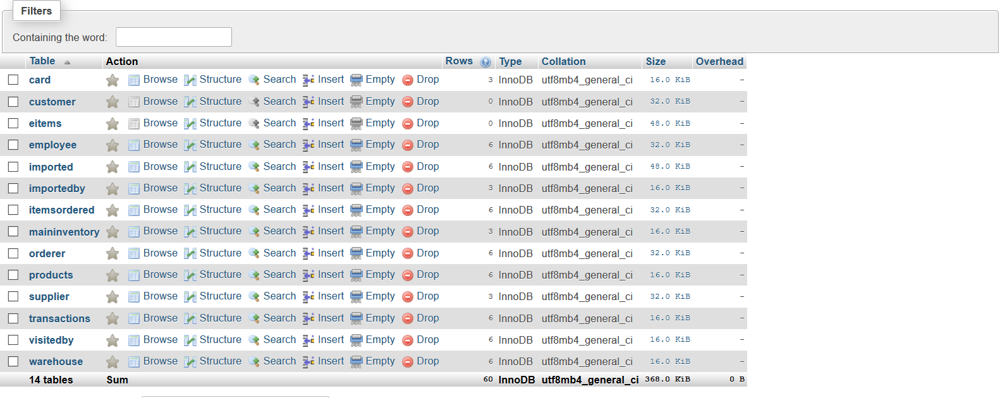 Filters
Containing the word:
Table Action Rows Type Collation Size Overhead
card Browse Structure Search Insert Empty Drop 3 InnoDB utf8mb4_general_ci 16.0 KiB -
customer Browse Structure Search Insert Empty Drop 0 InnoDB utf8mb4_general_ci 32.0 KiB -
eitems Browse Structure Search Insert Empty Drop 0 InnoDB utf8mb4_general_ci 48.0 KiB -
employee Browse Structure Search Insert Empty Drop 6 InnoDB utf8mb4_general_ci 32.0 KiB -
imported Browse Structure Search Insert Empty Drop 6 InnoDB utf8mb4_general_ci 48.0 KiB -
importedby Browse Structure Search Insert Empty Drop 3 InnoDB utf8mb4_general_ci 16.0 KiB -
itemsordered Browse Structure Search Insert Empty Drop 6 InnoDB utf8mb4_general_ci 32.0 KiB -
maininventory Browse Structure Search Insert Empty Drop 3 InnoDB utf8mb4_general_ci 16.0 KiB -
orderer Browse Structure Search Insert Empty Drop 6 InnoDB utf8mb4_general_ci 32.0 KiB -
products Browse Structure Search Insert Empty Drop 6 InnoDB utf8mb4_general_ci 16.0 KiB -
supplier Browse Structure Search Insert Empty Drop 3 InnoDB utf8mb4_general_ci 32.0 KiB -
transactions Browse Structure Search Insert Empty Drop 6 InnoDB utf8mb4_general_ci 16.0 KiB -
visitedby Browse Structure Search Insert Empty Drop 6 InnoDB utf8mb4_general_ci 16.0 KiB -
warehouse Browse Structure Search Insert Empty Drop 6 InnoDB utf8mb4_general_ci 16.0 KiB -
14 tables Sum 60 InnoDB utf8mb4_general_ci 368.0 KiB 0 B